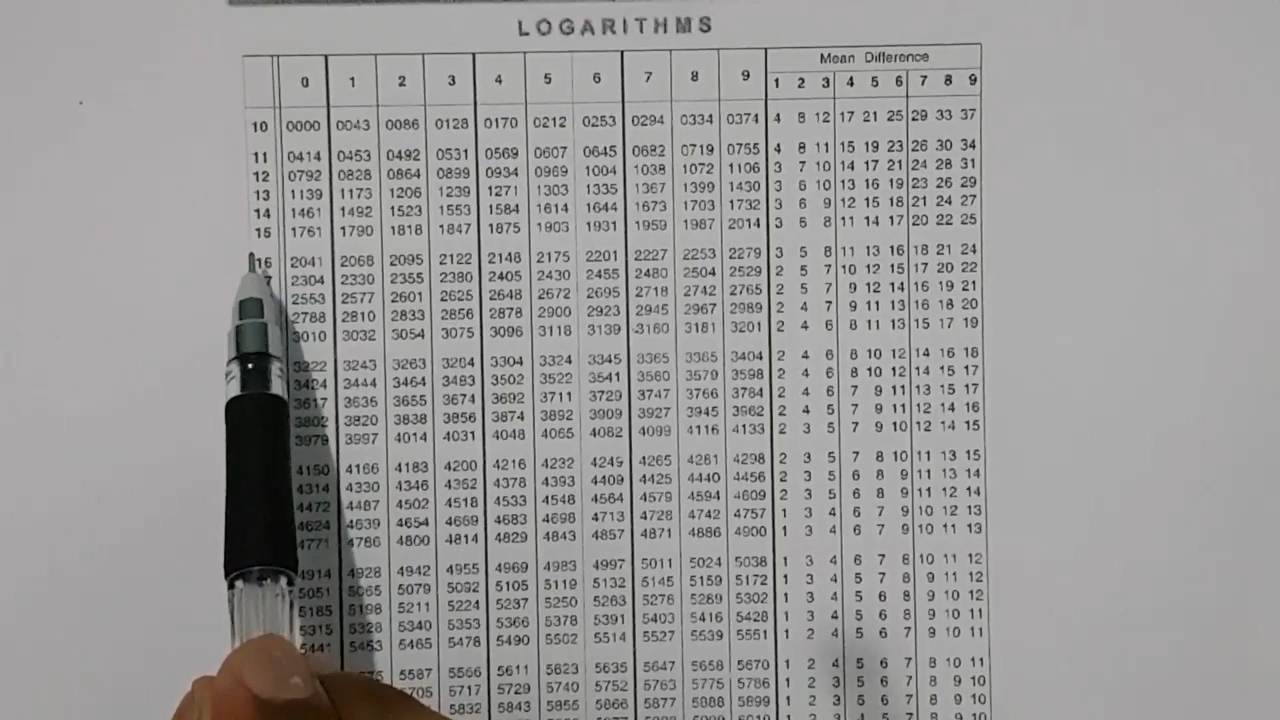 LOGARITHMS
Mean Difference
0 1 2 3 4 5 6 7 8 9 1 2 3 4 5 6 7 8 9
10 0000 0043 0086 0128 0170 0212 0253 0294 0334 0374 4 8 12 17 21 25 29 33 37
11 0414 0453 0492 0531 0569 0607 0645 0682 0719 0755 4 8 11 15 19 23 26 30 34
12 0792 0828 0864 0899 0934 0969 1004 1038 1072 1106 3 7 10 14 17 21 24 28 31
13 1139 1173 1206 1239 1271 1303 1335 1367 1399 1430 3 6 10 13 16 19 23 26 29
14 1461 1492 1523 1553 1584 1614 1644 1673 1703 1732 3 6 9 12 15 18 21 24 27
15 1761 1790 1818 1847 1875 1903 1931 1959 1987 2014 3 6 8 11 14 17 20 22 25
16 2041 2068 2095 2122 2148 2175 2201 2227 2253 2279 3 5 8 11 13 16 18 21 24
7 2304 2330 2355 2380 2405 2430 2455 2480 2504 2529 2 5 7 10 12 15 17 20 22
2553 2577 2601 2625 2648 2672 2695 2718 2742 2765 2 5 7 9 12 14 16 19 21
2788 2810 2833 2856 2878 2900 2923 2945 2967 2989 2 4 7 9 11 13 16 18 20
3010 3032 3054 3075 3096 3118 3139 3160 3181 3201 2 4 6 8 11 13 15 17 19
3222 3243 3263 3284 3304 3324 3345 3365 3385 3404 2 4 6 8 10 12 14 16 18
3424 3444 3464 3483 3502 3522 3541 3560 3579 3598 2 4 6 8 10 12 14 15 17
3617 3636 3655 3674 3692 3711 3729 3747 3766 3784 2 4 6 7 9 11 13 15 17
3802 3820 3838 3856 3874 3892 3909 3927 3945 3962 2 4 5 7 9 11 12 14 16
3979 3997 4014 4031 4048 4065 4082 4099 4116 4133 2 3 5 7 9 10 12 14 15
4150 4166 4183 4200 4216 4232 4249 4265 4281 4298 2 3 5 7 8 10 11 13 15
4314 4330 4346 4362 4378 4393 4409 4425 4440 4456 2 3 5 6 8 9 11 13 14
4472 4487 4502 4518 4533 4548 4564 4579 4594 4609 2 3 5 6 8 9 11 12 14
4624 4639 4654 4669 4683 4698 4713 4728 4742 4757 1 3 4 6 7 9 10 12 13
4771 4786 4800 4814 4829 4843 4857 4871 4886 4900 1 3 4 6 7 9 10 11 13
4914 4928 4942 4955 4969 4983 4997 5011 5024 5038 1 3 4 6 7 8 10 11 12
5051 5065 5079 5092 5105 5119 5132 5145 5159 5172 1 3 4 5 7 8 9 11 12
5185 5198 5211 5224 5237 5250 5263 5276 5289 5302 1 3 4 5 6 8 9 10 12
5315 5328 5340 5353 5366 5378 5391 5403 5416 5428 1 3 4 5 6 8 9 10 11
5441 5453 5465 5478 5490 5502 5514 5527 5539 5551 1 2 4 5 6 7 9 10 11
5587 5566 5611 5623 5635 5647 5658 5670 1 2 4 5 6 7 8 10 11
5717 5729 5740 5752 5763 5775 5786 1 2 3 5 6 7 8 9 10
5832 5843 5855 5866 5877 5888 5899 1 2 3 5 6 7 8 9 10